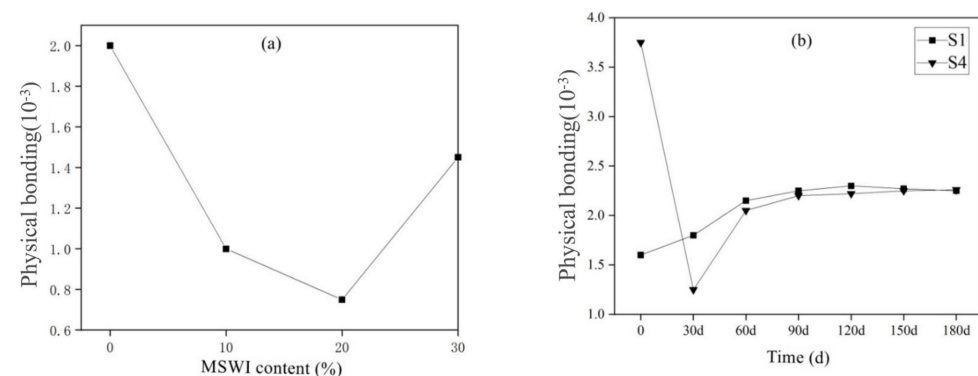 (a)
Physical bonding(10⁻³)
2.0
1.8
1.6
1.4
1.2
1.0
0.8
0.6
0
10
20
30
MSWI content (%)
(b)
S1
S4
Physical bonding(10⁻³)
4.0
3.5
3.0
2.5
2.0
1.5
1.0
0
30d
60d
90d
120d
150d
180d
Time (d)